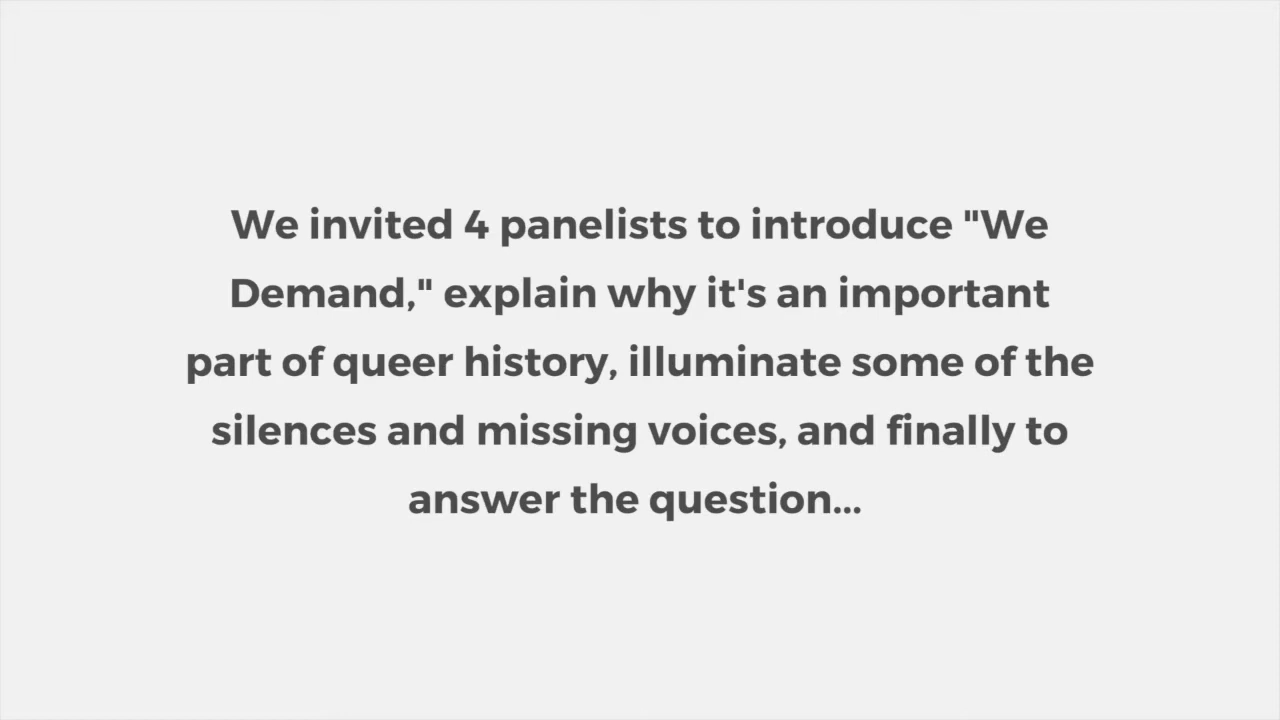 We invited 4 panelists to introduce "We
Demand," explain why it's an important
part of queer history, illuminate some of the
silences and missing voices, and finally to
answer the question...